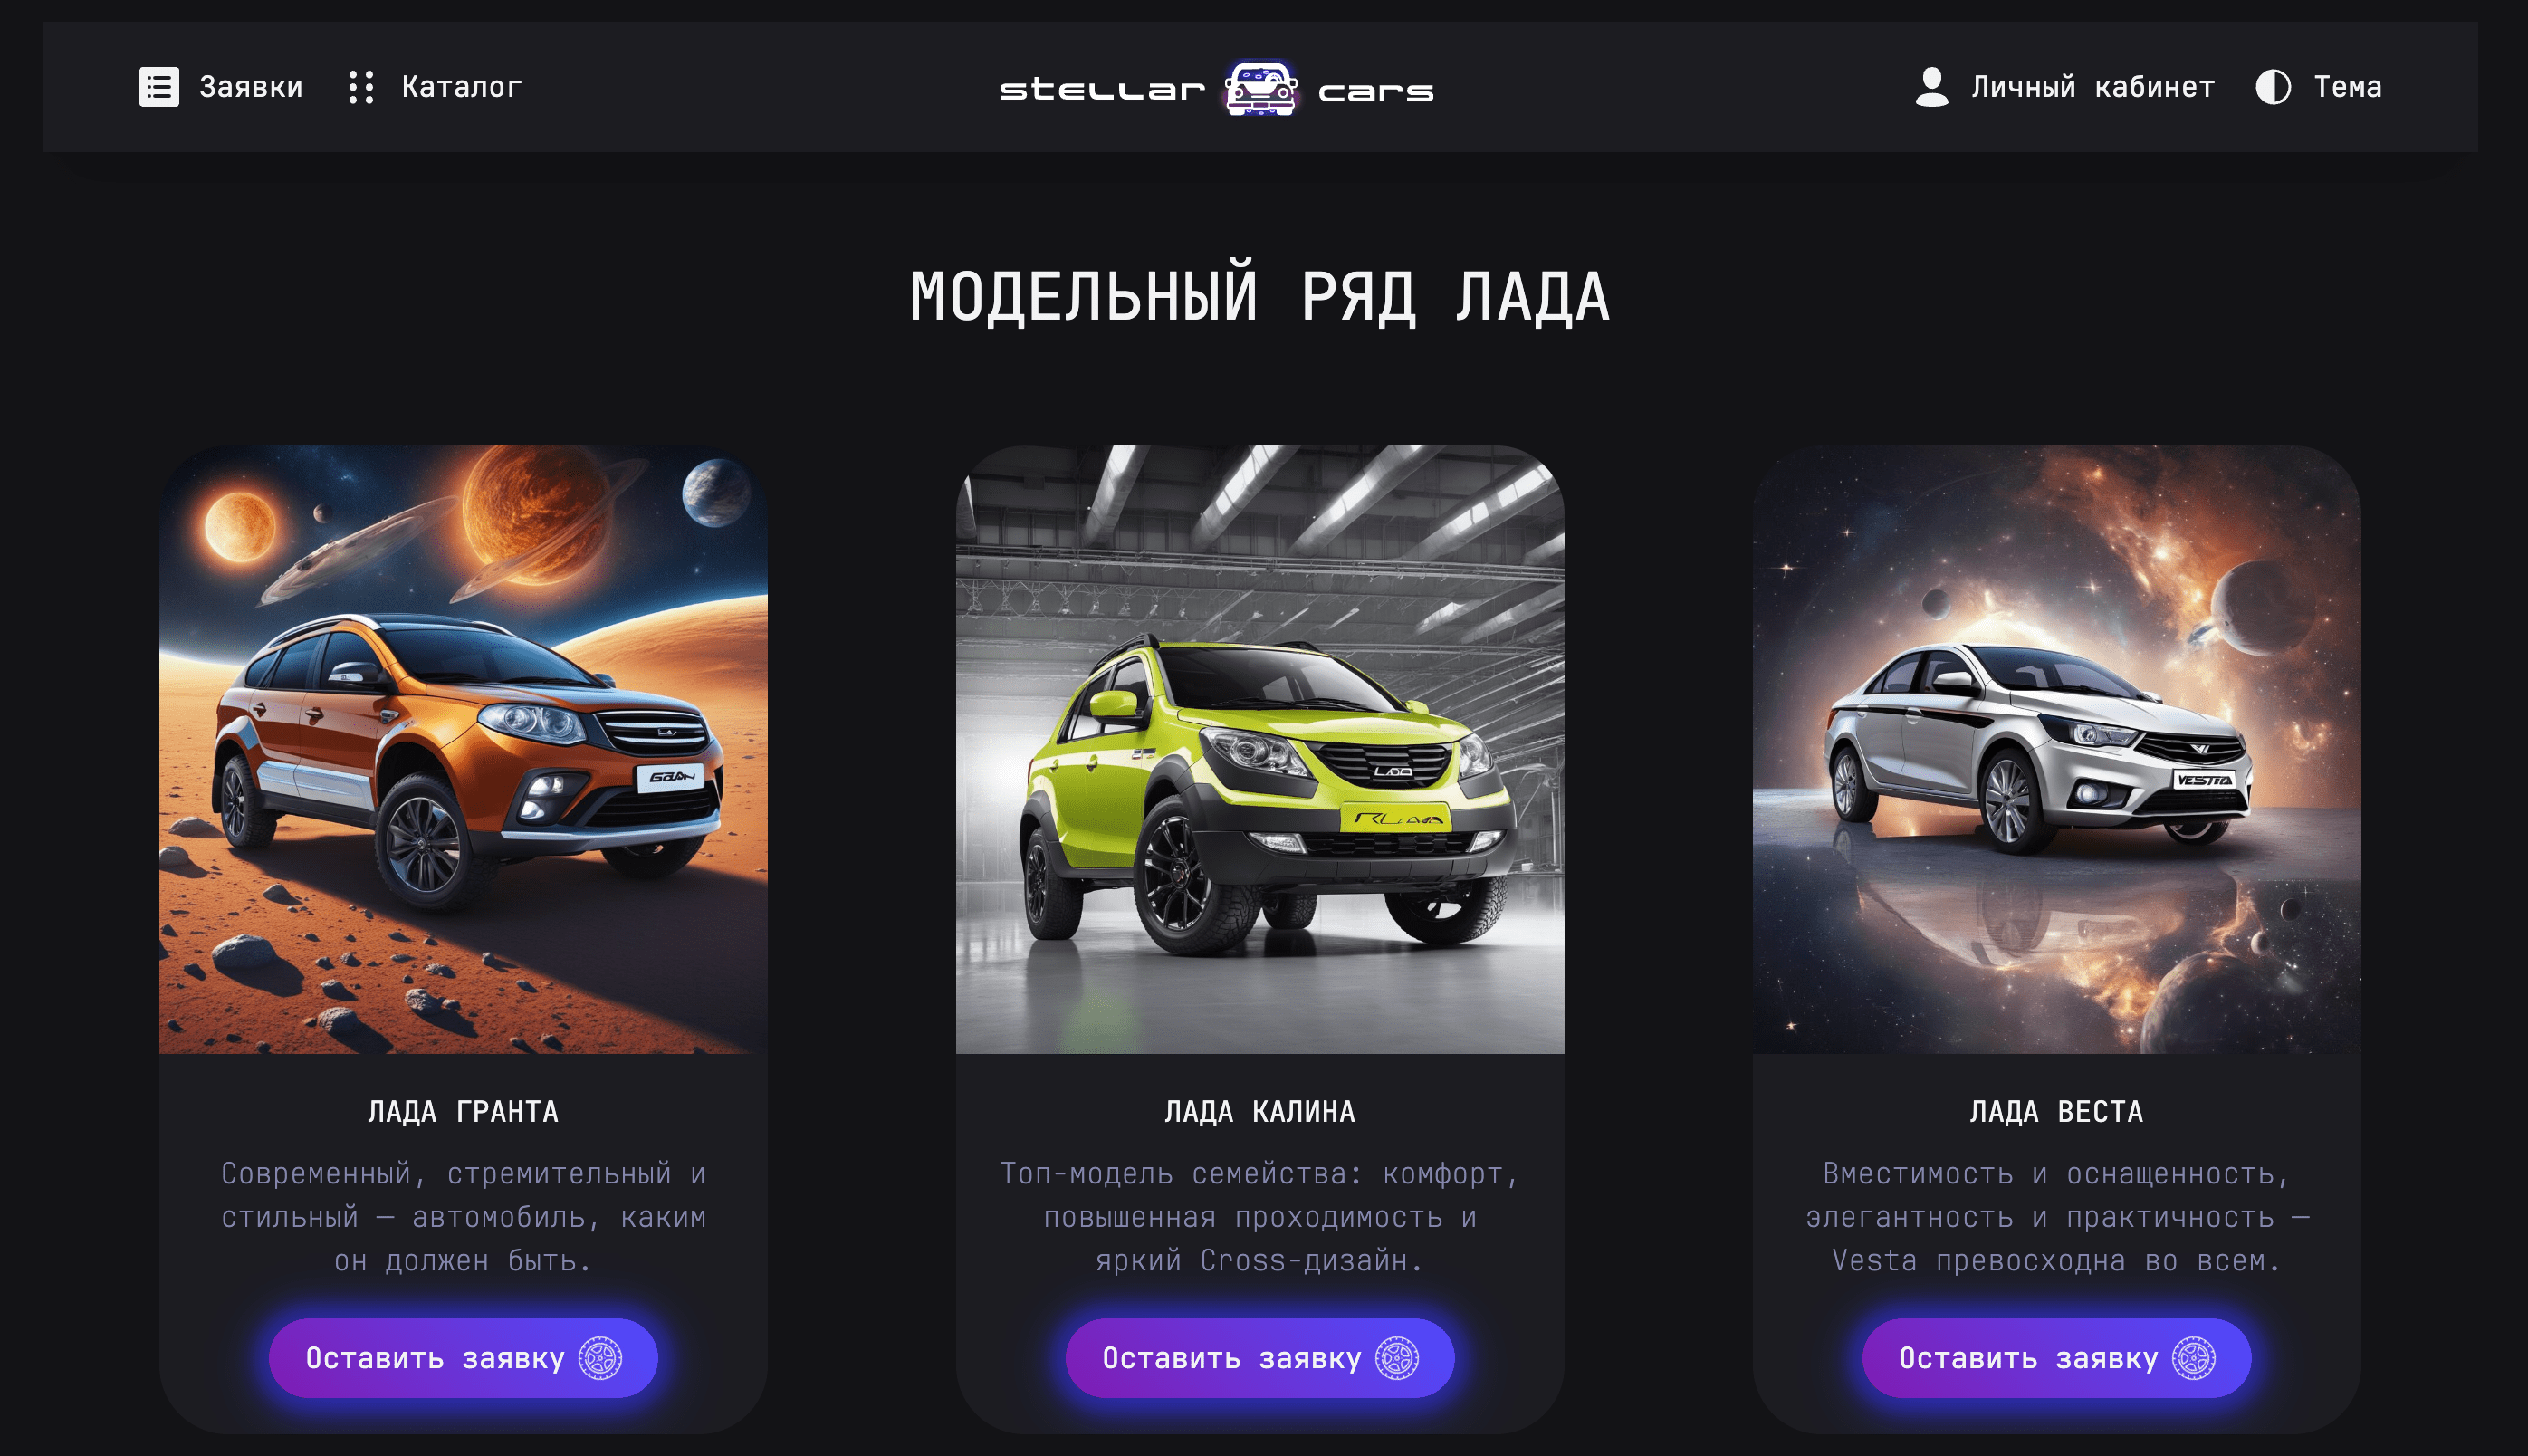 Заявки
Каталог
stellar cars
Личный кабинет
Тема
МОДЕЛЬНЫЙ РЯД ЛАДА
VESTA
ЛАДА ГРАНТА
Современный, стремительный и
стильный — автомобиль, каким
он должен быть.
Оставить заявку
ЛАДА КАЛИНА
Топ-модель семейства: комфорт,
повышенная проходимость и
яркий Cross-дизайн.
Оставить заявку
ЛАДА ВЕСТА
Вместимость и оснащенность,
элегантность и практичность —
Vesta превосходна во всем.
Оставить заявку